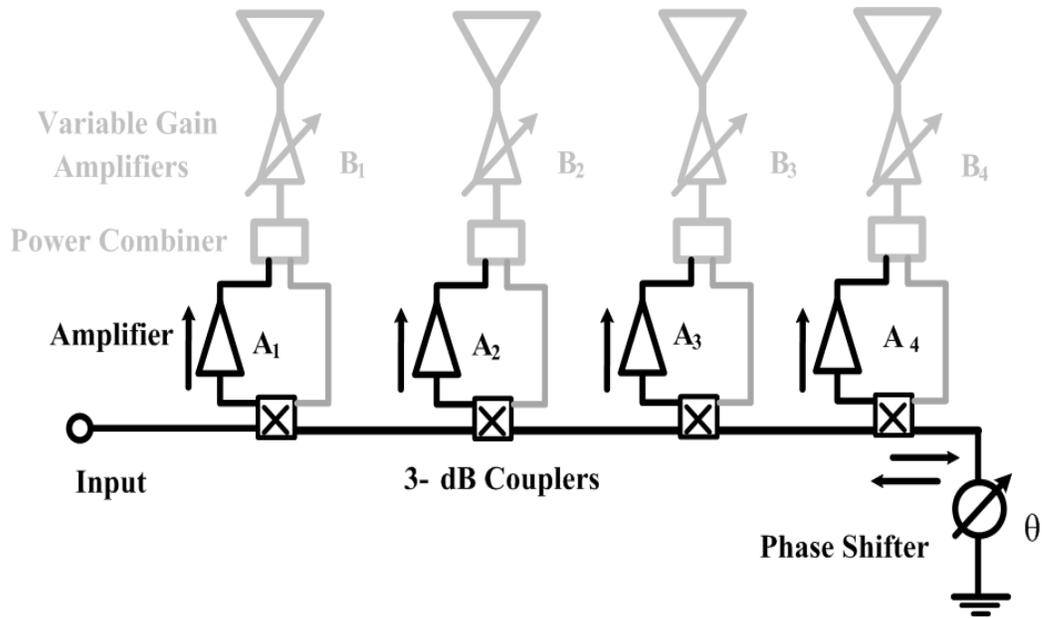 Variable Gain
Amplifiers
B1
B2
B3
B4
Power Combiner
Amplifier
A1
A2
A3
A 4
Input
3- dB Couplers
Phase Shifter
θ